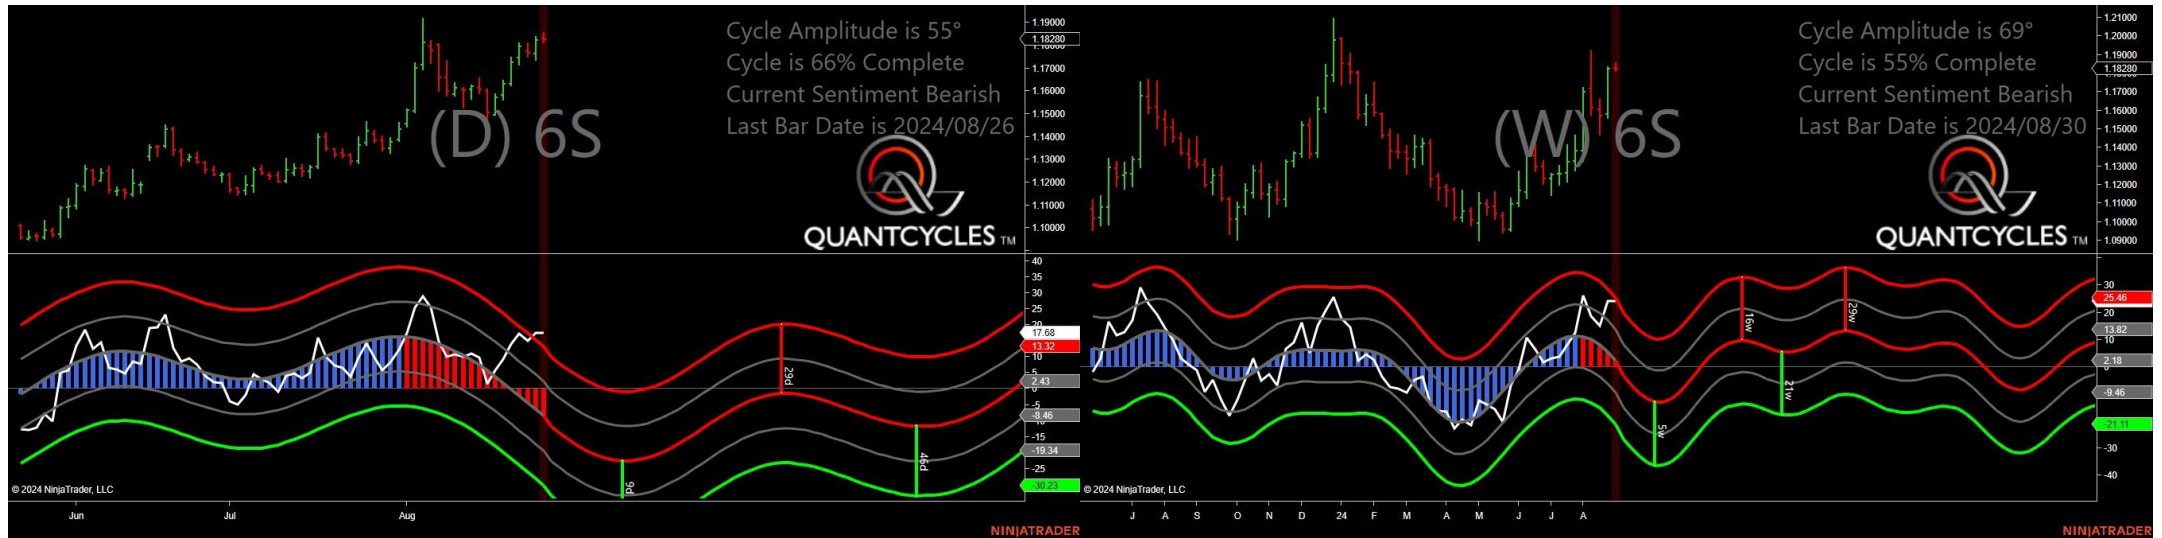 Cycle Amplitude is 55°
Cycle is 66% Complete
Current Sentiment Bearish
Last Bar Date is 2024/08/26
(D) 6S
QUANTCYCLES TM
1.19000
1.18280
1.17000
1.16000
1.15000
1.14000
1.13000
1.12000
1.11000
1.10000
40
35
30
25
20
17.68
13.32
10
5
2.43
-5
-8.46
-15
-19.34
-25
-30.23
29d
46d
9d
© 2024 NinjaTrader, LLC
Jun
Jul
Aug
NINJATRADER
Cycle Amplitude is 69°
Cycle is 55% Complete
Current Sentiment Bearish
Last Bar Date is 2024/08/30
(W) 6S
QUANTCYCLES TM
1.21000
1.20000
1.19000
1.18280
1.16000
1.15000
1.14000
1.13000
1.12000
1.11000
1.10000
1.09000
30
25.46
20
13.82
10
2.18
-9.46
-21.11
-30
-40
16w
29w
21w
5w
© 2024 NinjaTrader, LLC
J
A
S
O
N
D
24
F
M
A
M
J
J
A
NINJATRADER